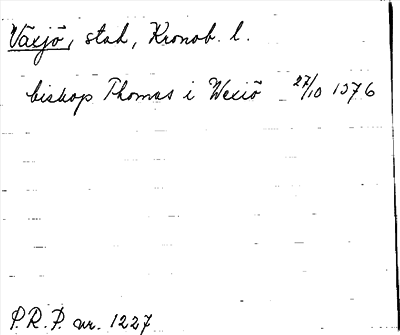 Växjö, stad, Kronob. l.
biskop Thomas i Wexiö 27/10 1376
P.R.P. nr. 1227